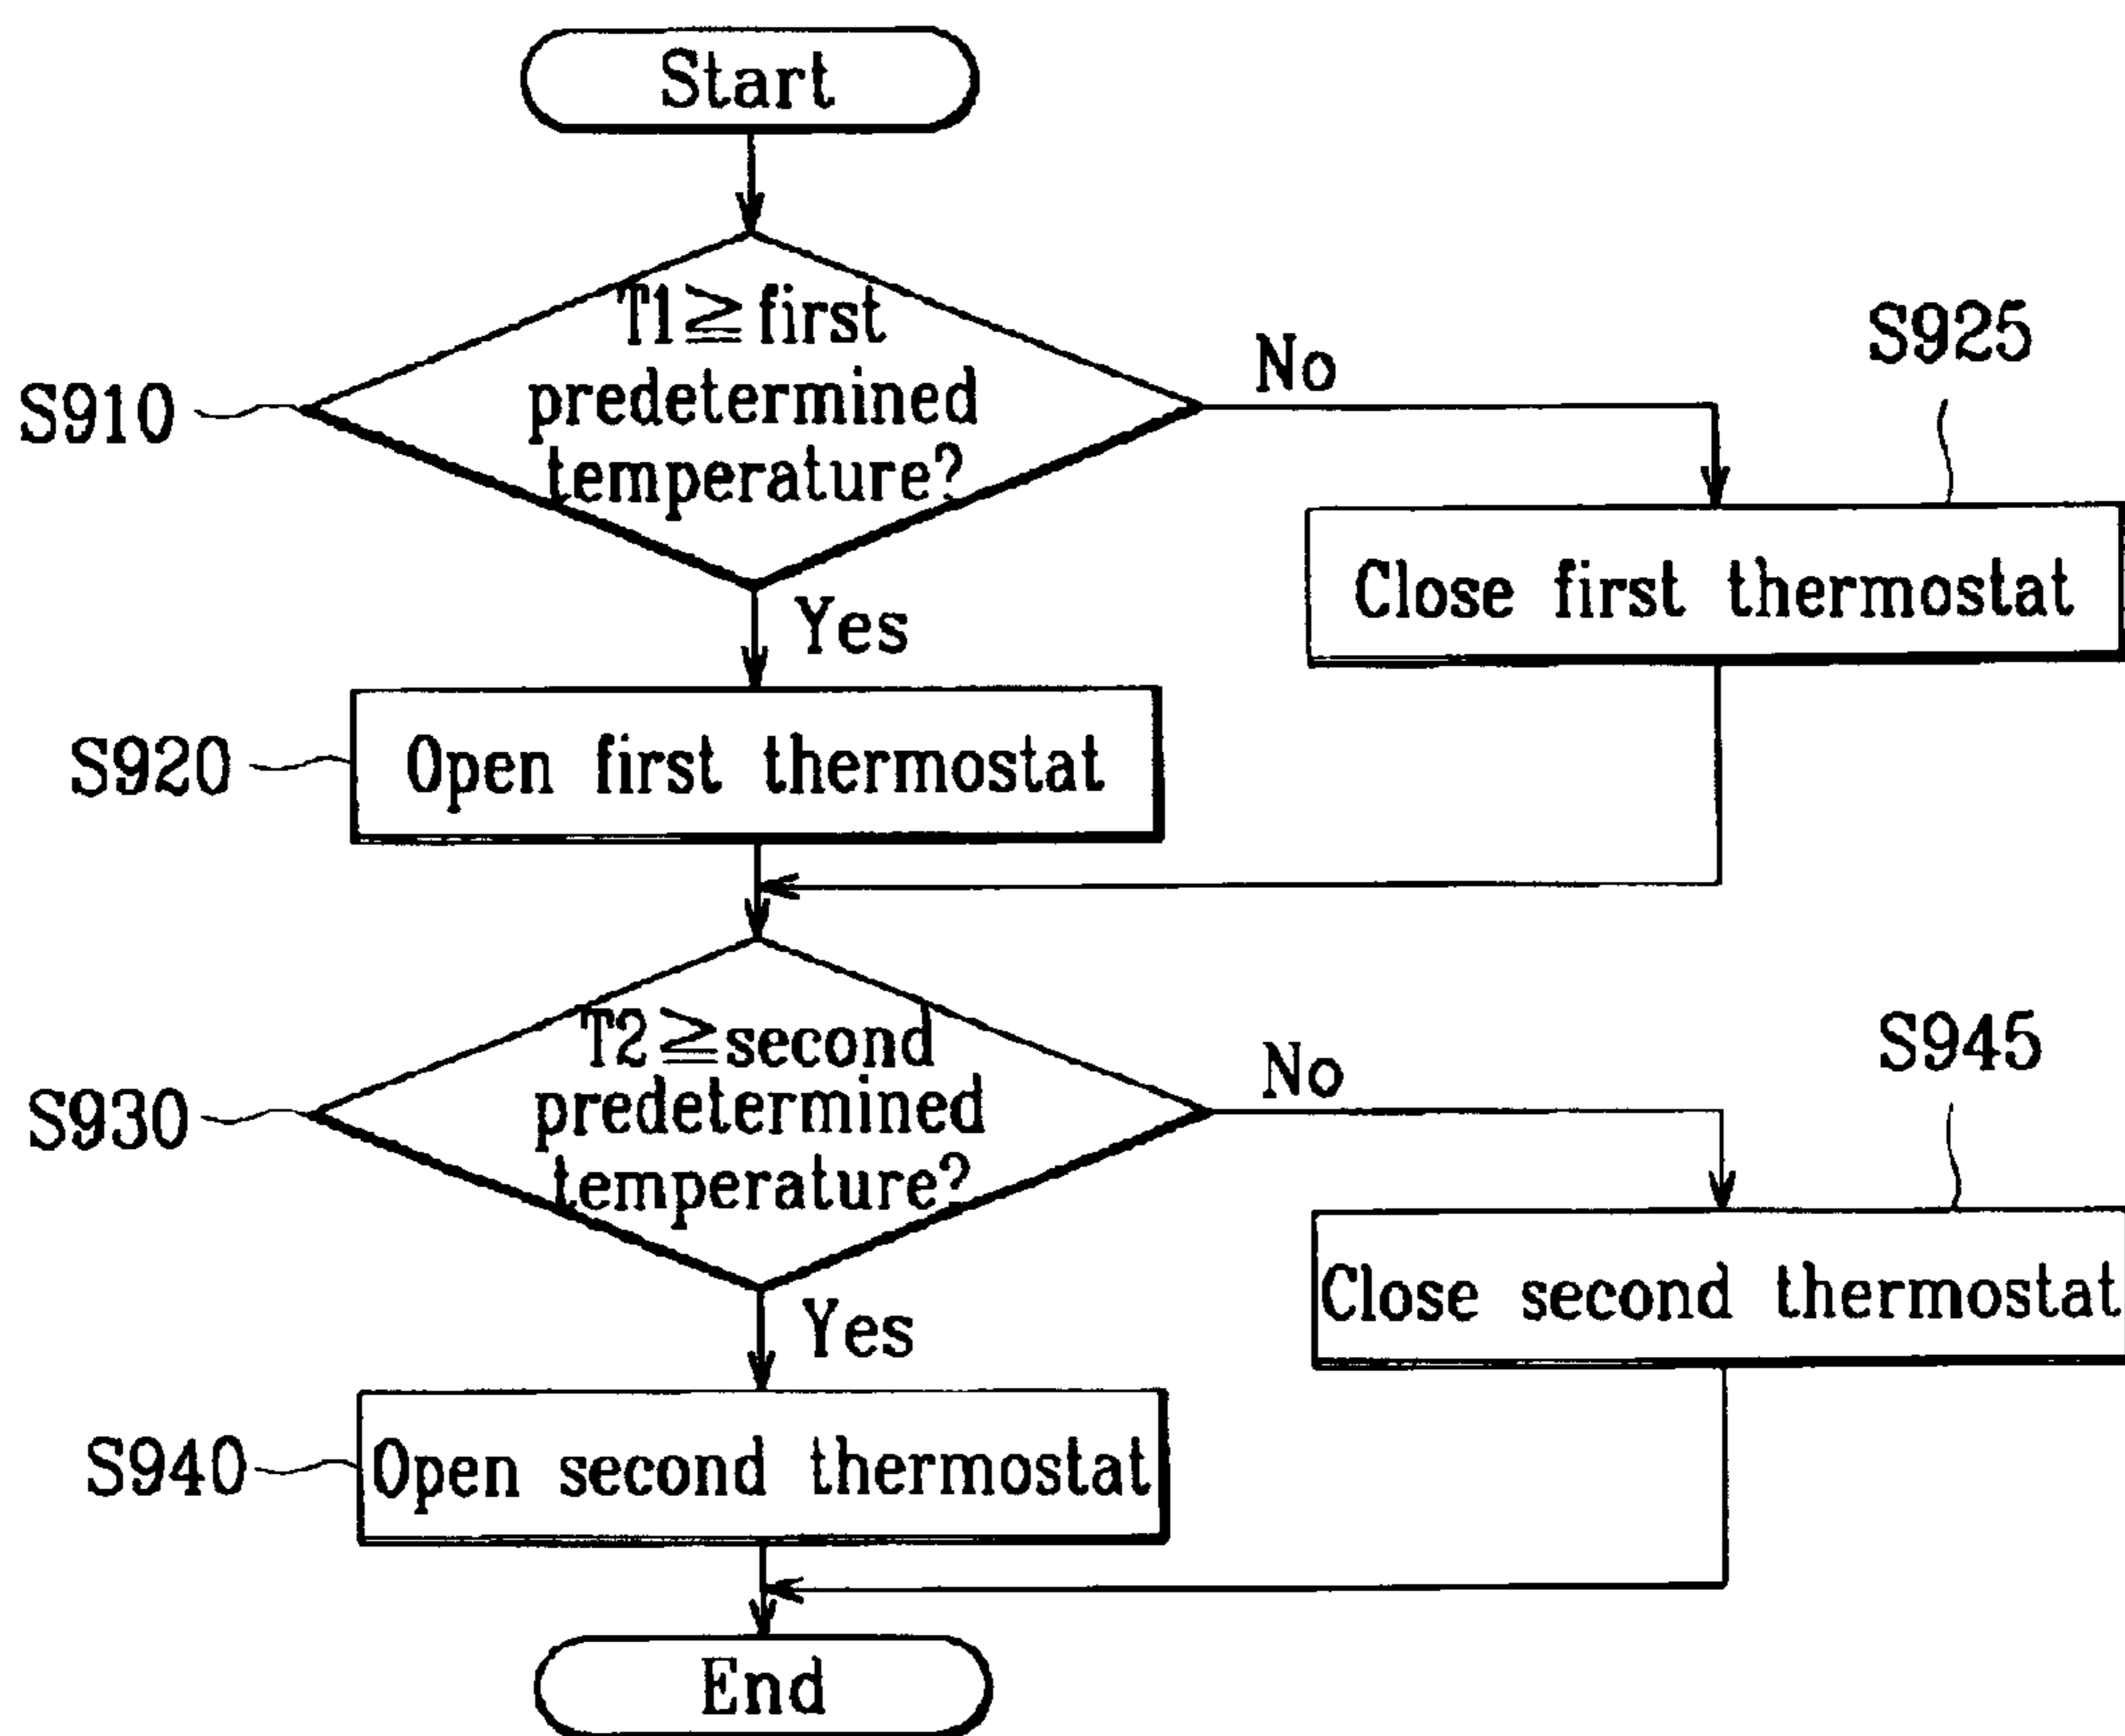 Start
T1≧first
predetermined
temperature?
S910
No
S925
Close first thermostat
Yes
S920
Open first thermostat
T2≧second
predetermined
temperature?
S930
No
S945
Close second thermostat
Yes
S940
Open second thermostat
End